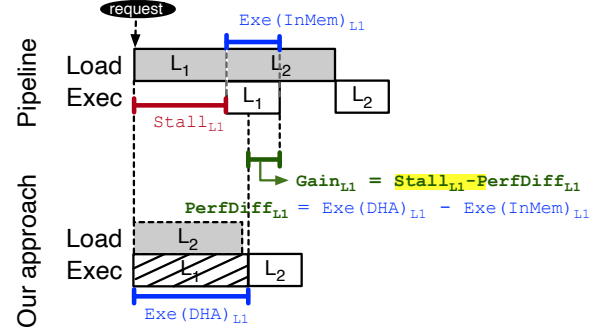 request
Exe(InMem)L1
Pipeline
Load
L1
L2
Exec
L1
L2
StallL1
GainL1 = StallL1-PerfDiffL1
PerfDiffL1 = Exe(DHA)L1 - Exe(InMem)L1
Our approach
Load
L2
Exec
L1
L2
Exe(DHA)L1